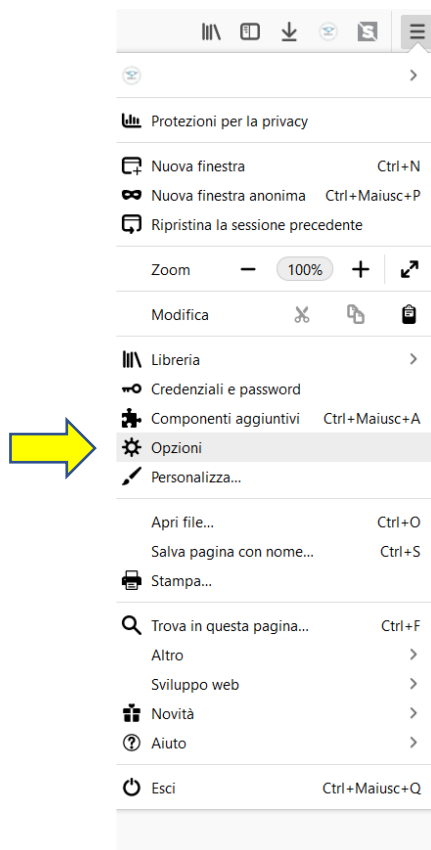 Protezioni per la privacy
Nuova finestra Ctrl+N
Nuova finestra anonima Ctrl+Maiusc+P
Ripristina la sessione precedente
Zoom 100%
Modifica
Libreria
Credenziali e password
Componenti aggiuntivi Ctrl+Maiusc+A
Opzioni
Personalizza...
Apri file... Ctrl+O
Salva pagina con nome... Ctrl+S
Stampa...
Trova in questa pagina... Ctrl+F
Altro
Sviluppo web
Novità
Aiuto
Esci Ctrl+Maiusc+Q